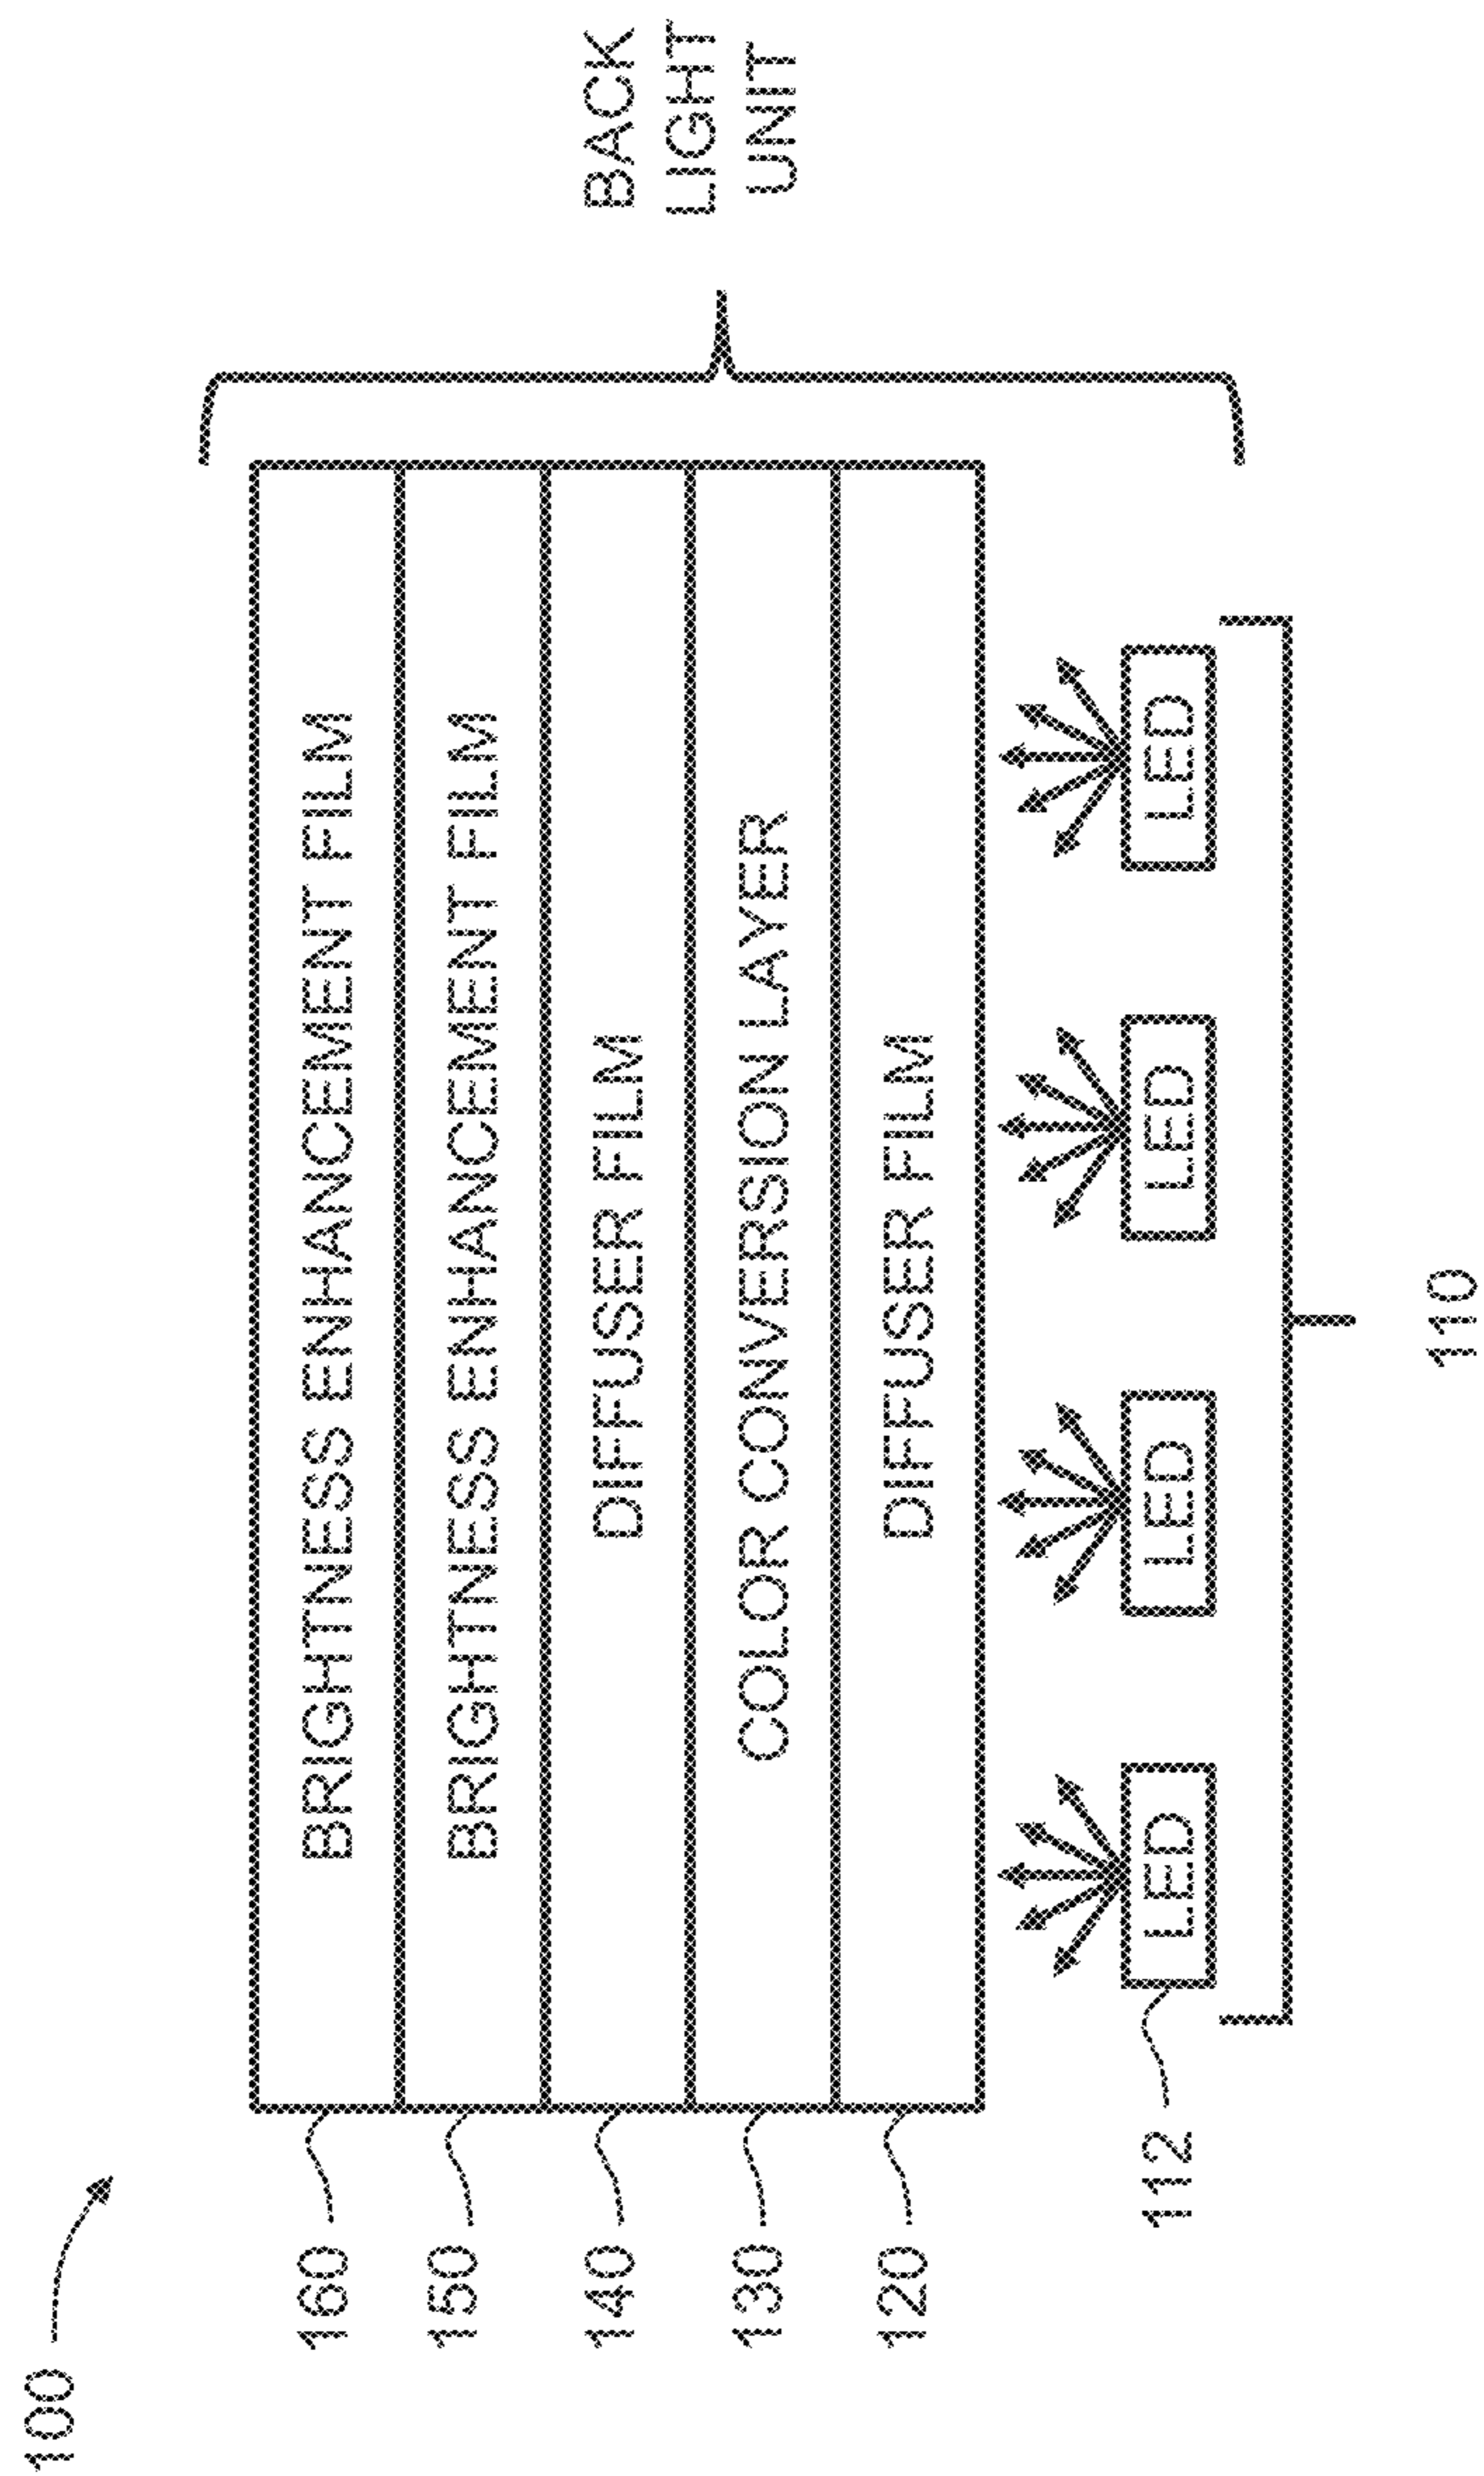 100
160
BRIGHTNESS ENHANCEMENT FILM
150
BRIGHTNESS ENHANCEMENT FILM
140
DIFFUSER FILM
130
COLOR CONVERSION LAYER
120
DIFFUSER FILM
BACK
LIGHT
UNIT
112
LED
LED
LED
LED
110